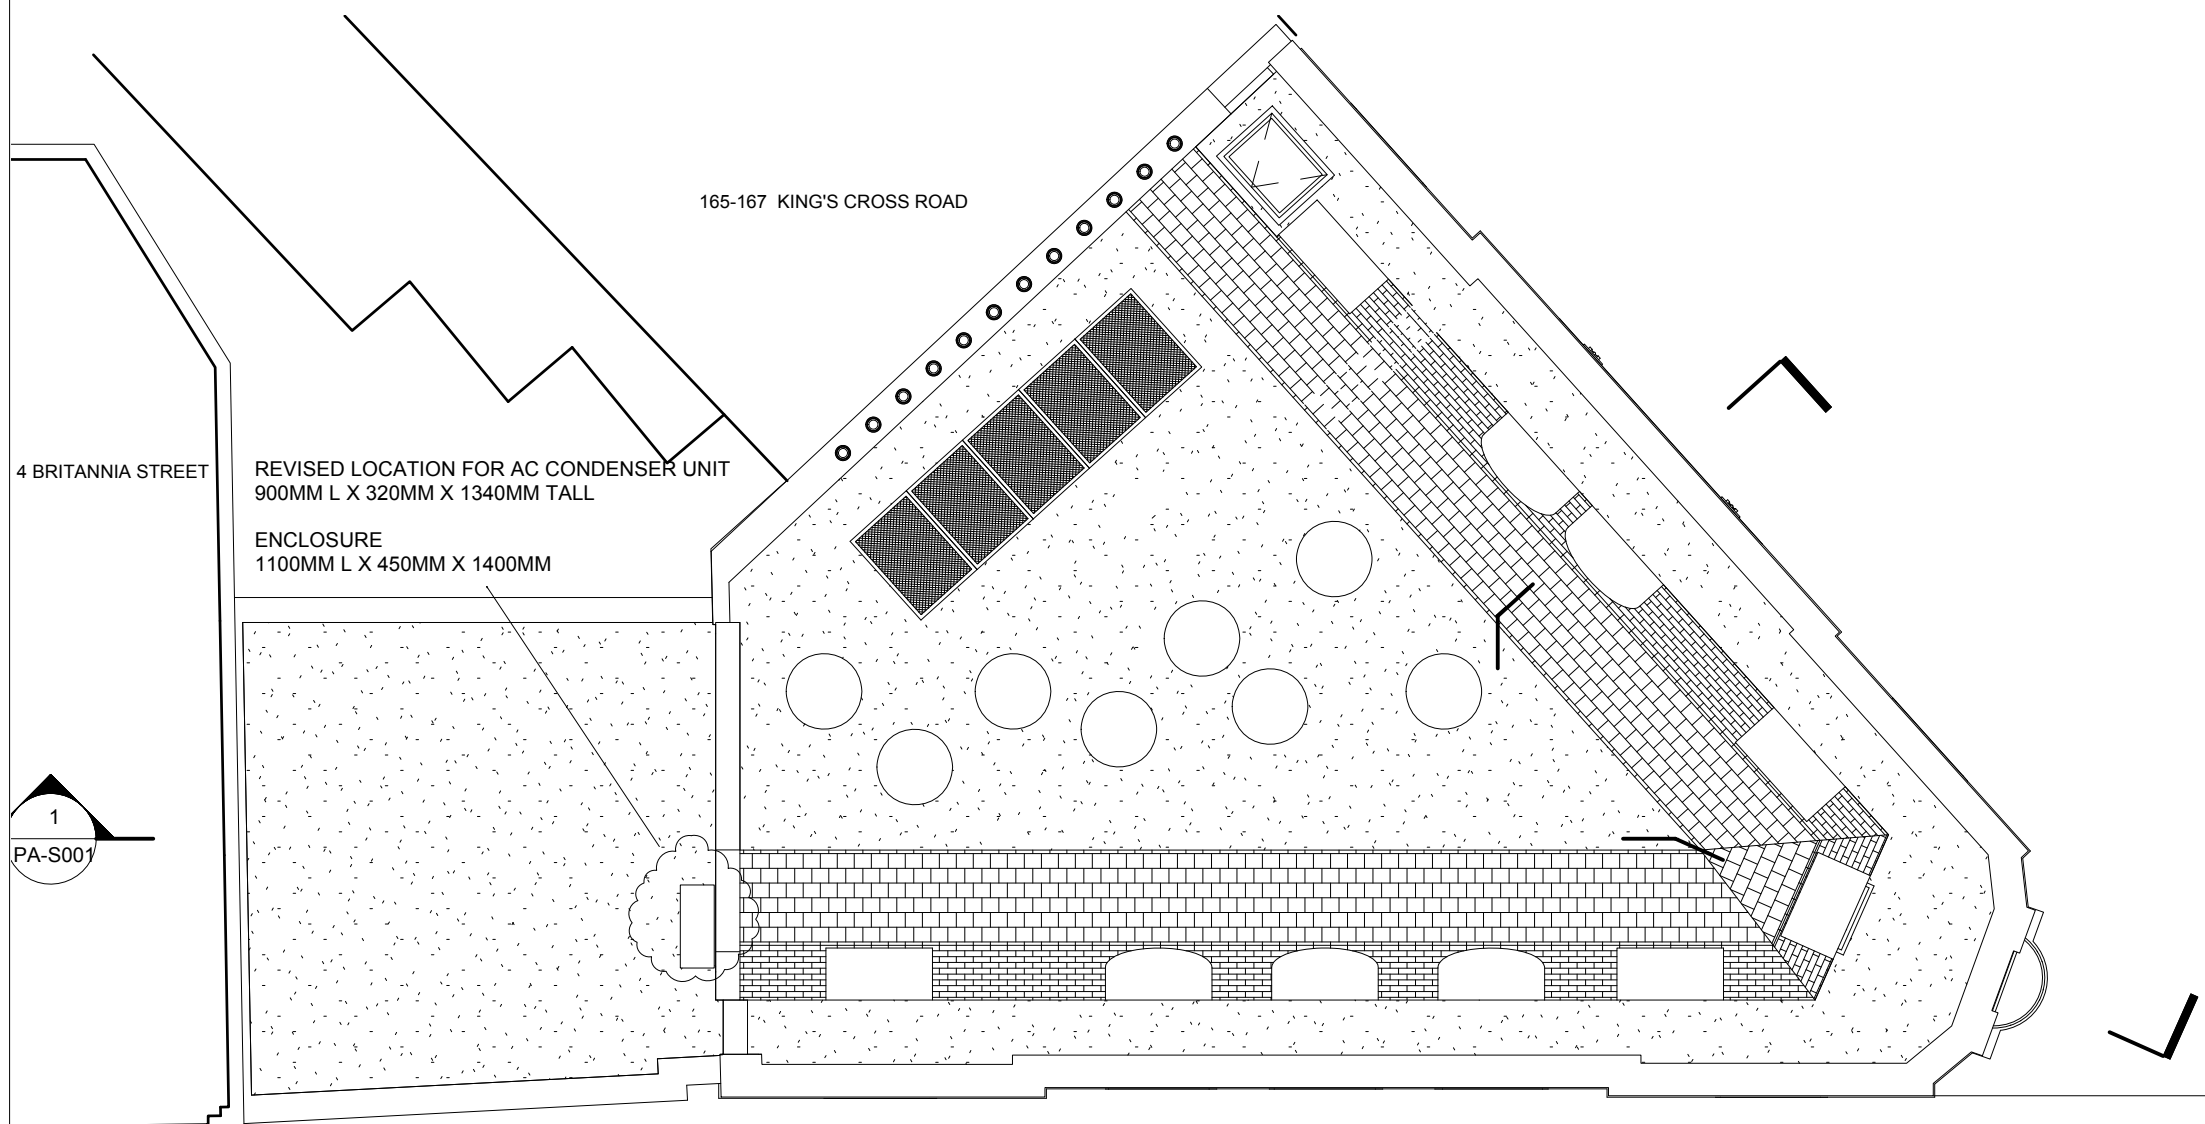 165-167 KING'S CROSS ROAD
4 BRITANNIA STREET
REVISED LOCATION FOR AC CONDENSER UNIT
900MM L X 320MM X 1340MM TALL
ENCLOSURE
1100MM L X 450MM X 1400MM
1
PA-S001